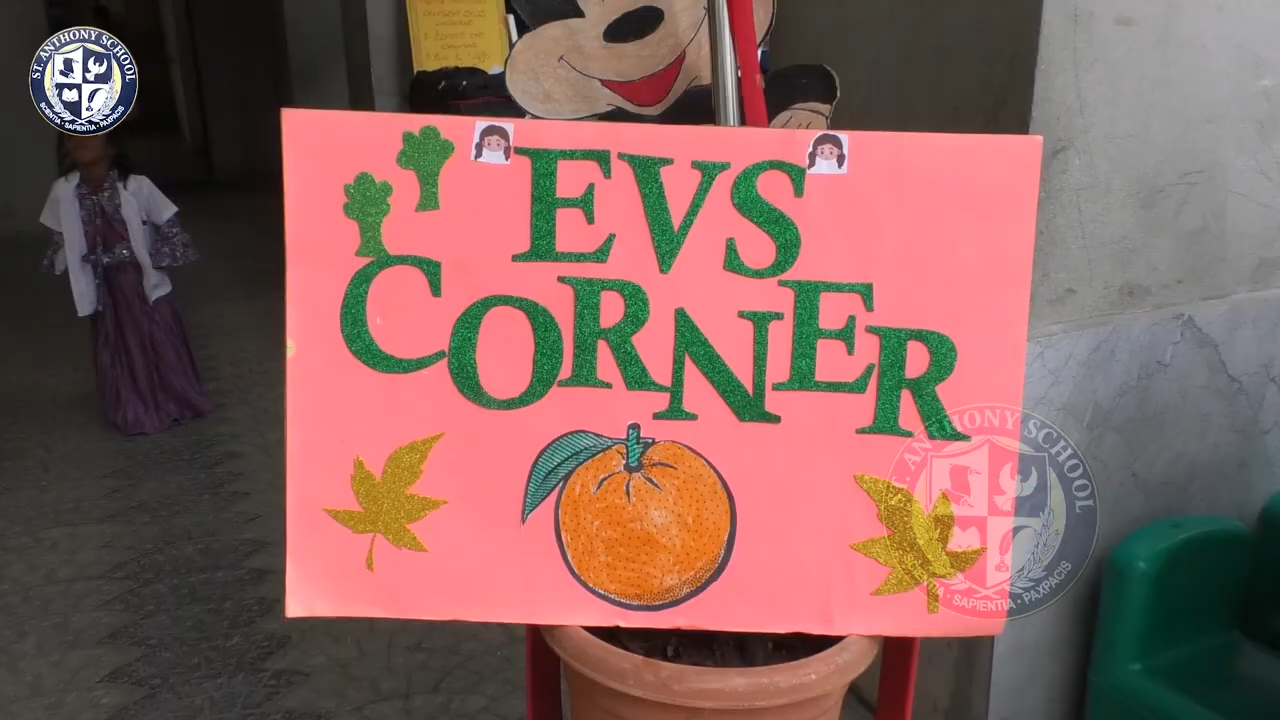 ST. ANTHONY SCHOOL
SCIENTIA · SAPIENTIA · PAXPACIS
EVS
CORNER
ANTHONY SCHOOL
SAPIENTIA · PAXPACIS